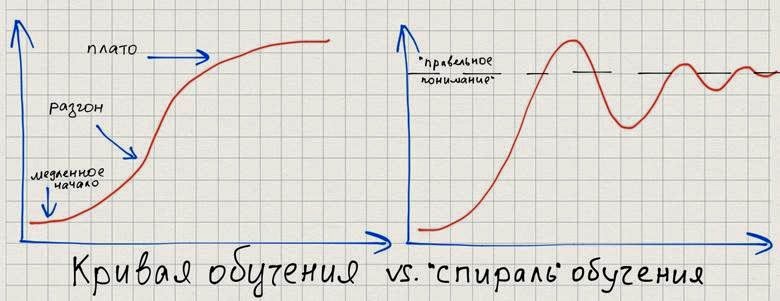 плато
разгон
медленное
начало
"правельное
понимание"
Кривая обучения vs. "спираль" обучения